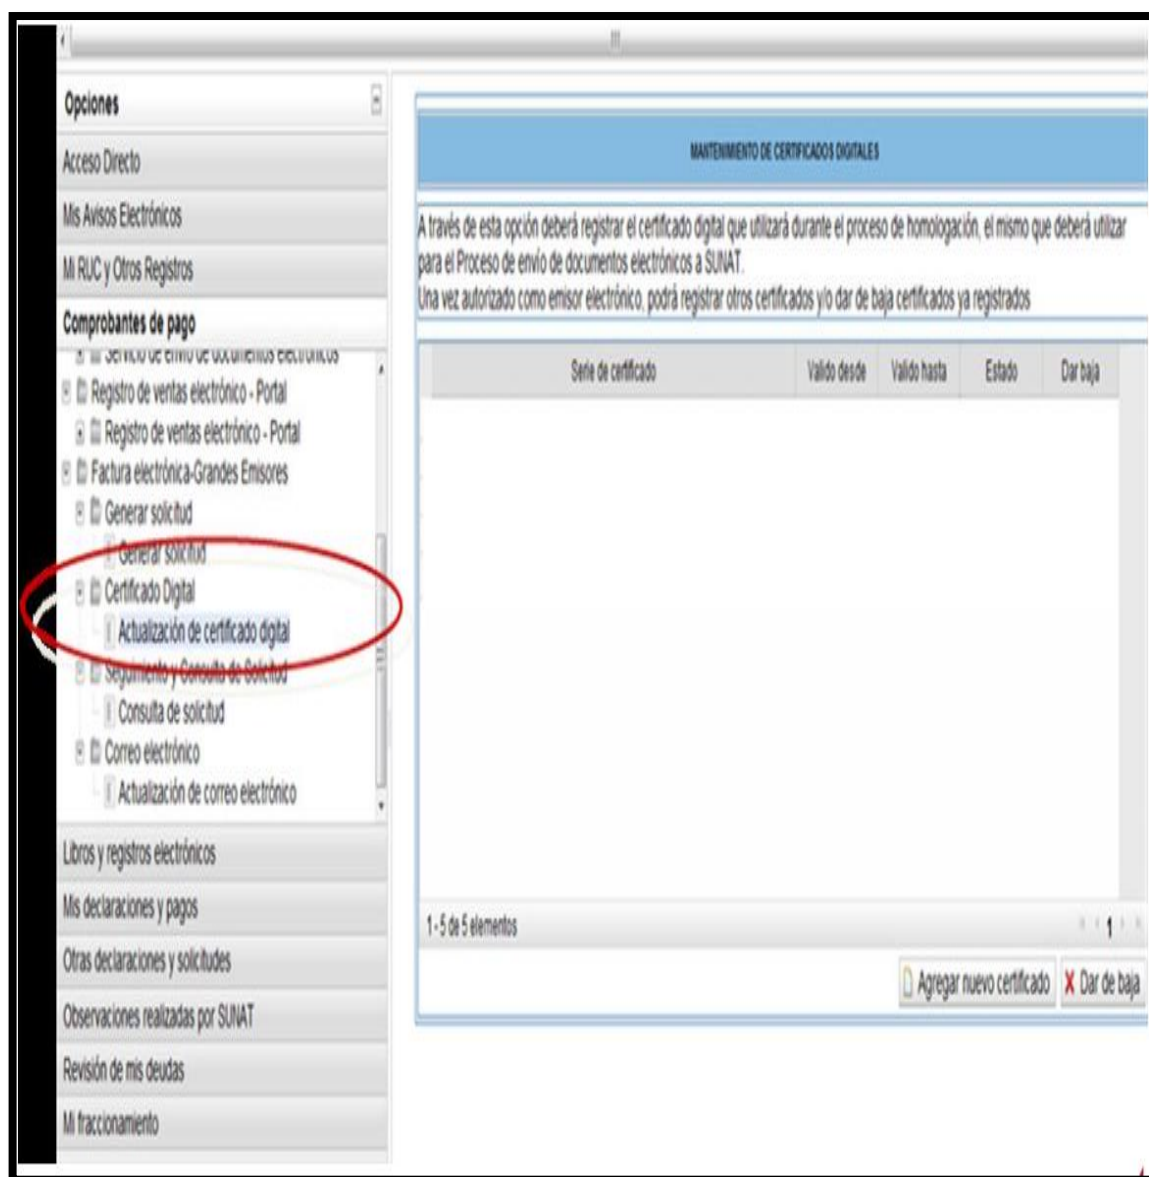 Opciones
Acceso Directo
Mis Avisos Electrónicos
Mi RUC y Otros Registros
Comprobantes de pago
Servicio de envío de documentos electrónicos
Registro de ventas electrónico - Portal
Registro de ventas electrónico - Portal
Factura electrónica-Grandes Emisores
Generar solicitud
Generar solicitud
Certificado Digital
Actualización de certificado digital
Seguimiento y Consulta de Solicitud
Consulta de solicitud
Correo electrónico
Actualización de correo electrónico
Libros y registros electrónicos
Mis declaraciones y pagos
Otras declaraciones y solicitudes
Observaciones realizadas por SUNAT
Revisión de mis deudas
Mi fraccionamiento
MANTENIMIENTO DE CERTIFICADOS DIGITALES
A través de esta opción deberá registrar el certificado digital que utilizará durante el proceso de homologación, el mismo que deberá utilizar
para el Proceso de envío de documentos electrónicos a SUNAT.
Una vez autorizado como emisor electrónico, podrá registrar otros certificados y/o dar de baja certificados ya registrados
Serie de certificado Valido desde Valido hasta Estado Dar baja
1 - 5 de 5 elementos 1
Agregar nuevo certificado Dar de baja